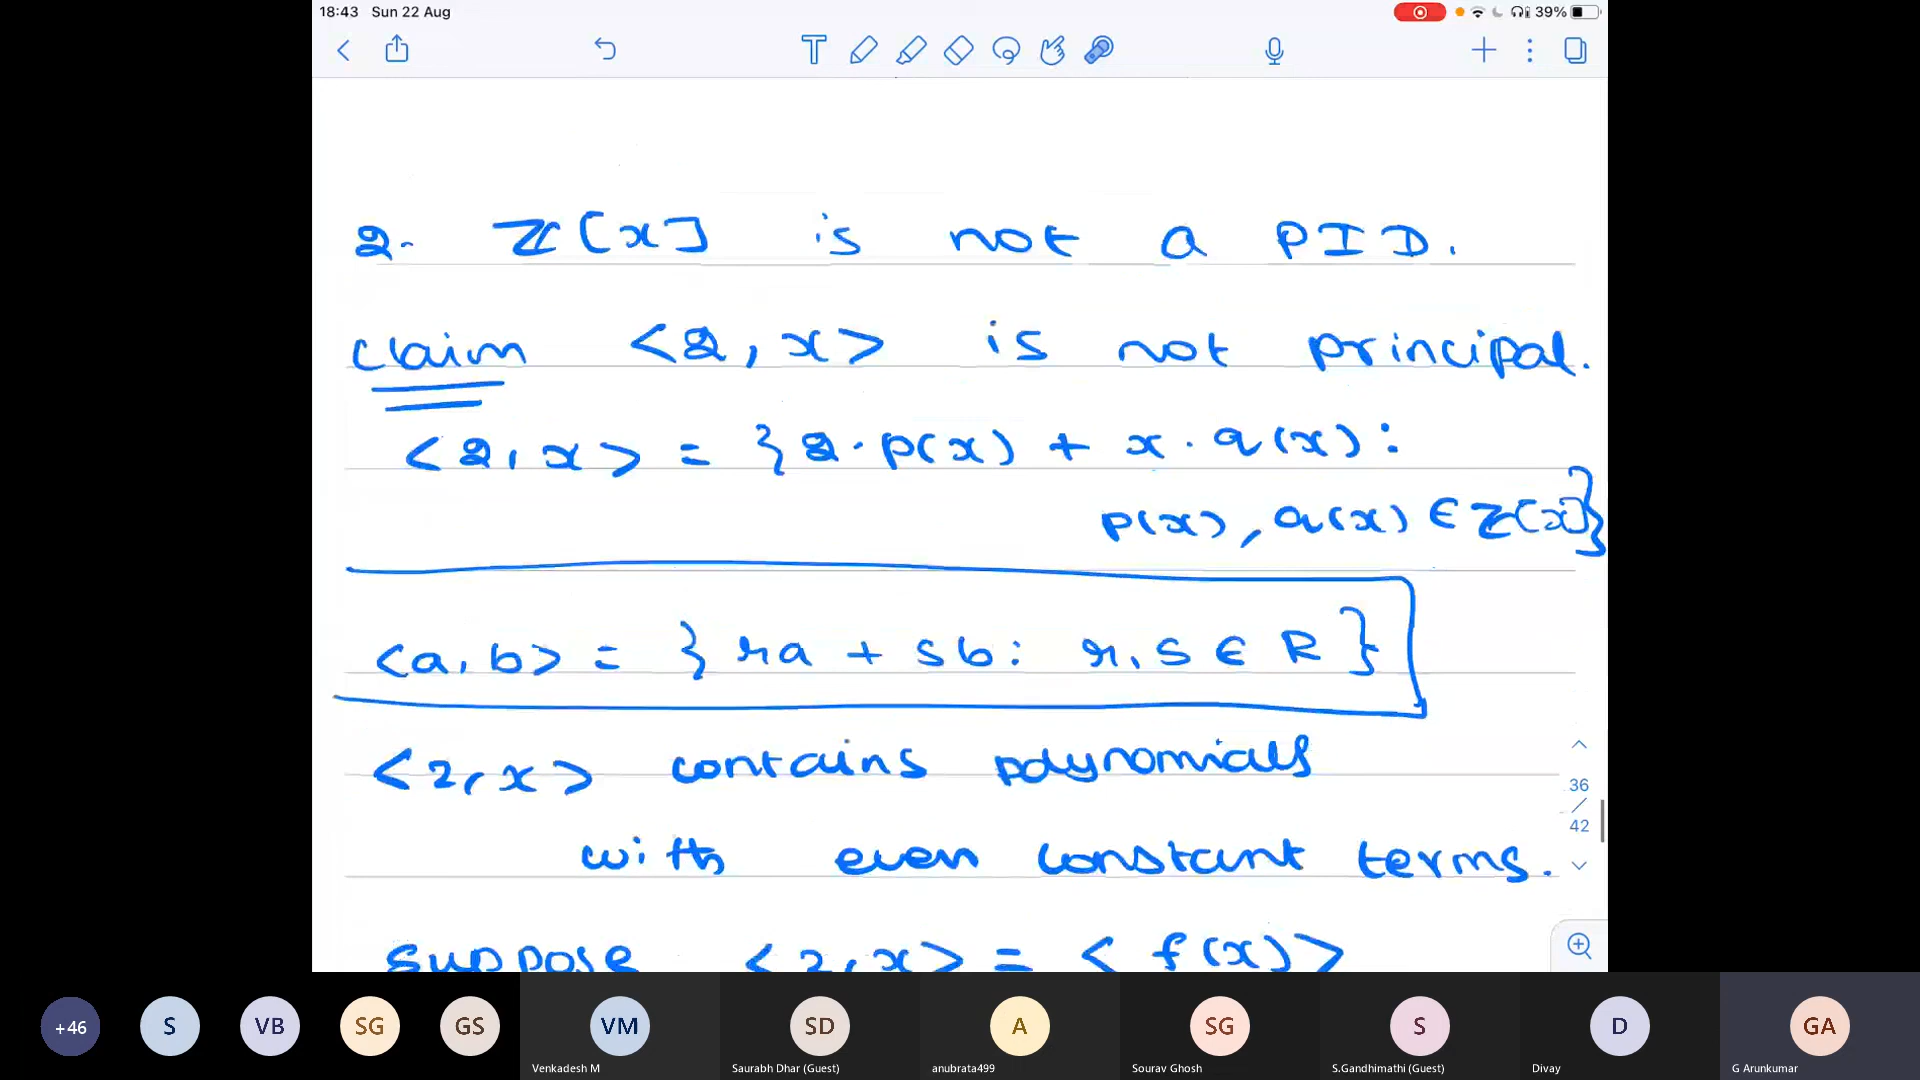 18:43 Sun 22 Aug
39%
2. ℤ[x] is not a PID.
claim <2, x> is not principal.
<2, x> = {2·p(x) + x·q(x):
p(x), q(x) ∈ ℤ[x]}
<a, b> = {ra + sb: r, s ∈ R}
<2, x> contains polynomials
36
/
42
with even constant terms.
suppose <2, x> = <f(x)>
+46 S VB SG GS VM SD A SG S D GA
Venkadesh M Saurabh Dhar (Guest) anubrata499 Sourav Ghosh S.Gandhimathi (Guest) Divay G Arunkumar